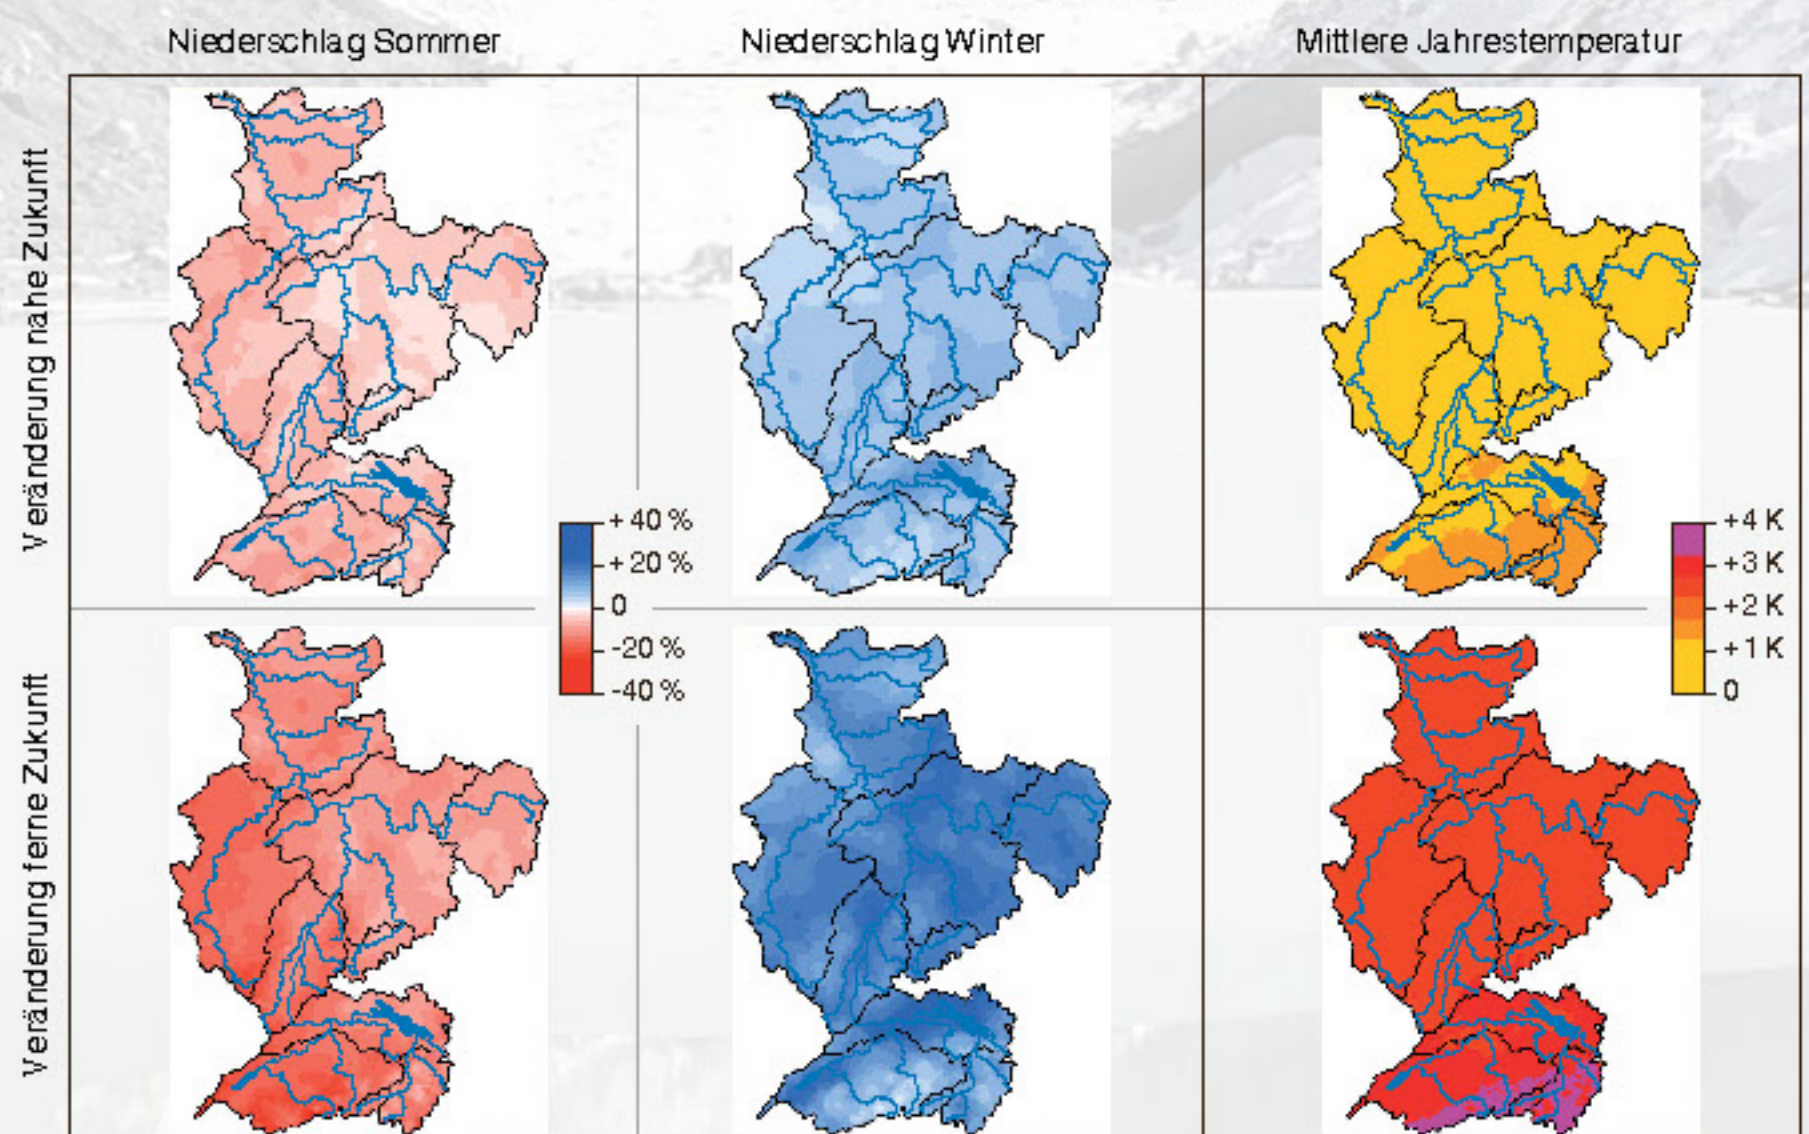 Niederschlag Sommer
Niederschlag Winter
Mittlere Jahrestemperatur
Veränderung nahe Zukunft
+40 %
+20 %
0
-20 %
-40 %
+4 K
+3 K
+2 K
+1 K
0
Veränderung ferne Zukunft